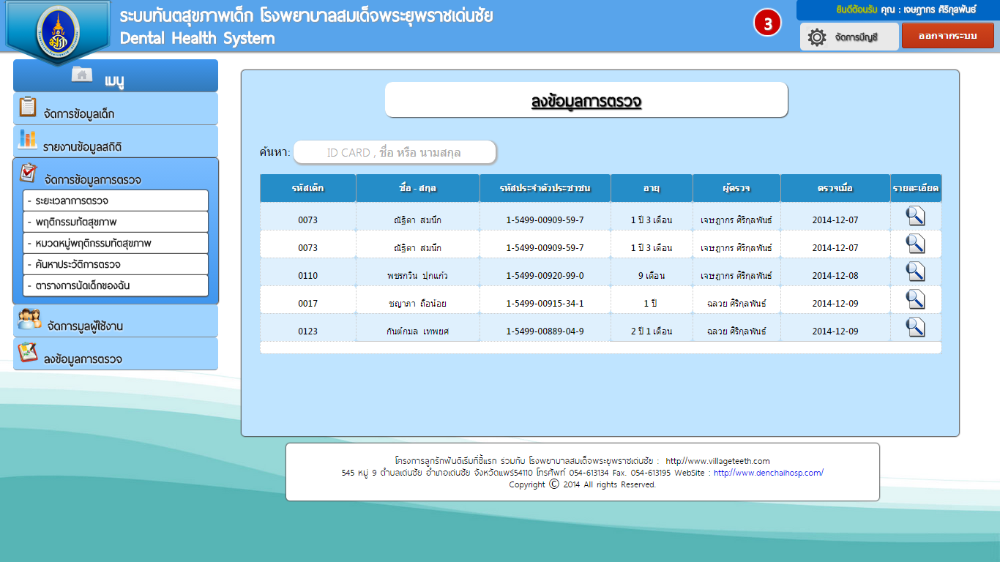 ระบบทันตสุขภาพเด็ก โรงพยาบาลสมเด็จพระยุพราชเด่นชัย
Dental Health System
3
ยินดีต้อนรับ คุณ : เจษฎากร ศิริกุลพันธ์
จัดการบัญชี
ออกจากระบบ
เมนู
จัดการข้อมูลเด็ก
รายงานข้อมูลสถิติ
จัดการข้อมูลการตรวจ
- ระยะเวลาการตรวจ
- พฤติกรรมทัตสุขภาพ
- หมวดหมู่พฤติกรรมทัตสุขภาพ
- ค้นหาประวัติการตรวจ
- ตารางการนัดเด็กของฉัน
จัดการมูลผู้ใช้งาน
ลงข้อมูลการตรวจ
ลงข้อมูลการตรวจ
ค้นหา: ID CARD , ชื่อ หรือ นามสกุล
รหัสเด็ก ชื่อ - สกุล รหัสประจำตัวประชาชน อายุ ผู้ตรวจ ตรวจเมื่อ รายละเอียด
0073 ณัฐิดา สมนึก 1-5499-00909-59-7 1 ปี 3 เดือน เจษฎากร ศิริกุลพันธ์ 2014-12-07
0073 ณัฐิดา สมนึก 1-5499-00909-59-7 1 ปี 3 เดือน เจษฎากร ศิริกุลพันธ์ 2014-12-07
0110 พชรกวิน ปุกแก้ว 1-5499-00920-99-0 9 เดือน เจษฎากร ศิริกุลพันธ์ 2014-12-08
0017 ชญาภา ถือน้อย 1-5499-00915-34-1 1 ปี ฉลวย ศิริกุลพันธ์ 2014-12-09
0123 กันต์กมล เทพยศ 1-5499-00889-04-9 2 ปี 1 เดือน ฉลวย ศิริกุลพันธ์ 2014-12-09
โครงการลูกรักฟันดีเริ่มที่ซี่แรก ร่วมกับ โรงพยาบาลสมเด็จพระยุพราชเด่นชัย : http://www.villageteeth.com
545 หมู่ 9 ตำบลเด่นชัย อำเภอเด่นชัย จังหวัดแพร่54110 โทรศัพท์ 054-613134 Fax. 054-613195 WebSite : http://www.denchaihosp.com/
Copyright © 2014 All rights Reserved.